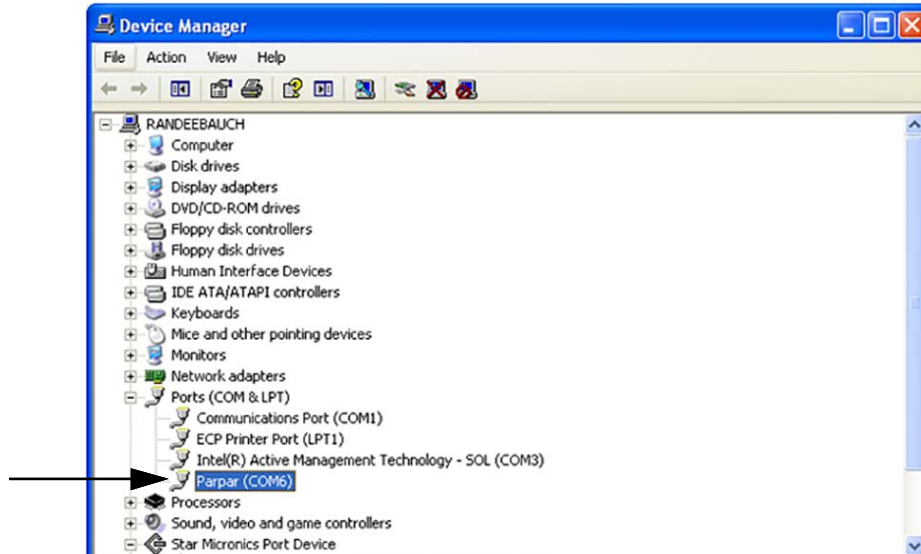 Device Manager
File Action View Help
RANDEEBAUCH
Computer
Disk drives
Display adapters
DVD/CD-ROM drives
Floppy disk controllers
Floppy disk drives
Human Interface Devices
IDE ATA/ATAPI controllers
Keyboards
Mice and other pointing devices
Monitors
Network adapters
Ports (COM & LPT)
Communications Port (COM1)
ECP Printer Port (LPT1)
Intel(R) Active Management Technology - SOL (COM3)
Parpar (COM6)
Processors
Sound, video and game controllers
Star Micronics Port Device